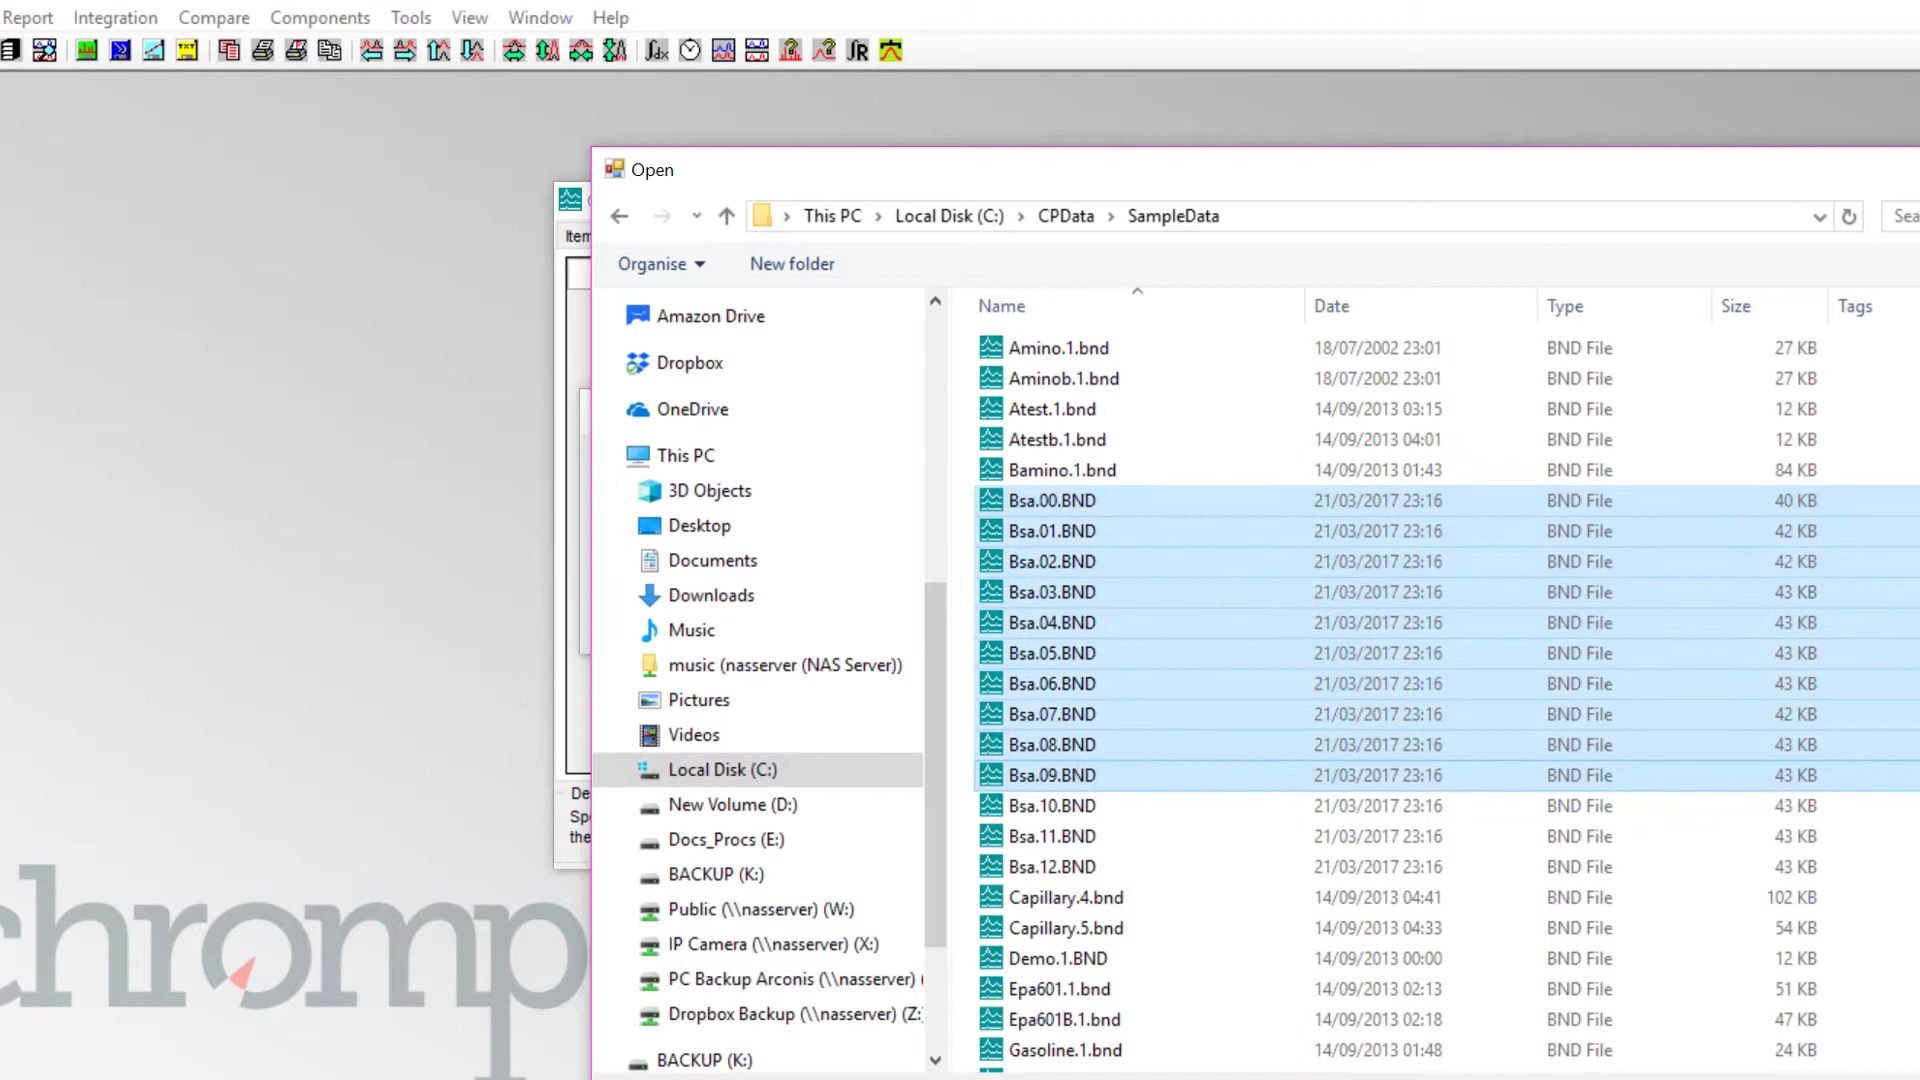 Report Integration Compare Components Tools View Window Help
TXT
Open
This PC > Local Disk (C:) > CPData > SampleData
Sea
Item
Organise New folder
Amazon Drive
Dropbox
OneDrive
This PC
3D Objects
Desktop
Documents
Downloads
Music
music (nasserver (NAS Server))
Pictures
Videos
Local Disk (C:)
New Volume (D:)
Docs_Procs (E:)
BACKUP (K:)
Public (\\nasserver) (W:)
IP Camera (\\nasserver) (X:)
PC Backup Arconis (\\nasserver) (
Dropbox Backup (\\nasserver) (Z:
BACKUP (K:)
Name Date Type Size Tags
Amino.1.bnd 18/07/2002 23:01 BND File 27 KB
Aminob.1.bnd 18/07/2002 23:01 BND File 27 KB
Atest.1.bnd 14/09/2013 03:15 BND File 12 KB
Atestb.1.bnd 14/09/2013 04:01 BND File 12 KB
Bamino.1.bnd 14/09/2013 01:43 BND File 84 KB
Bsa.00.BND 21/03/2017 23:16 BND File 40 KB
Bsa.01.BND 21/03/2017 23:16 BND File 42 KB
Bsa.02.BND 21/03/2017 23:16 BND File 42 KB
Bsa.03.BND 21/03/2017 23:16 BND File 43 KB
Bsa.04.BND 21/03/2017 23:16 BND File 43 KB
Bsa.05.BND 21/03/2017 23:16 BND File 43 KB
Bsa.06.BND 21/03/2017 23:16 BND File 43 KB
Bsa.07.BND 21/03/2017 23:16 BND File 42 KB
Bsa.08.BND 21/03/2017 23:16 BND File 43 KB
Bsa.09.BND 21/03/2017 23:16 BND File 43 KB
Bsa.10.BND 21/03/2017 23:16 BND File 43 KB
Bsa.11.BND 21/03/2017 23:16 BND File 43 KB
Bsa.12.BND 21/03/2017 23:16 BND File 43 KB
Capillary.4.bnd 14/09/2013 04:41 BND File 102 KB
Capillary.5.bnd 14/09/2013 04:33 BND File 54 KB
Demo.1.BND 14/09/2013 00:00 BND File 12 KB
Epa601.1.bnd 14/09/2013 02:13 BND File 51 KB
Epa601B.1.bnd 14/09/2013 02:18 BND File 47 KB
Gasoline.1.bnd 14/09/2013 01:48 BND File 24 KB
De
Spe
the
chromp